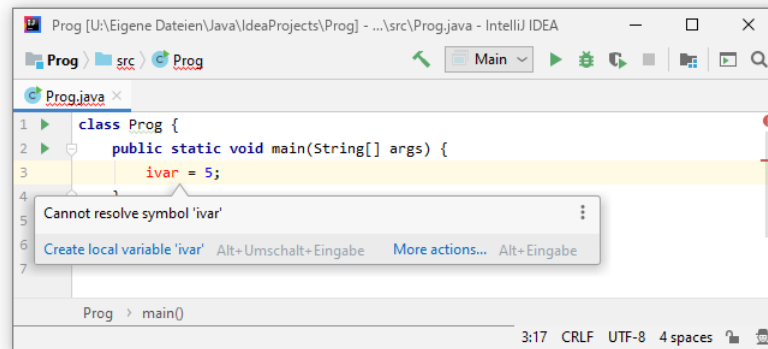 Prog [U:\Eigene Dateien\Java\IdeaProjects\Prog] - ...\src\Prog.java - IntelliJ IDEA
Prog src Prog Main
Prog.java
1 class Prog {
2 public static void main(String[] args) {
3 ivar = 5;
4 }
5 Cannot resolve symbol 'ivar'
6 Create local variable 'ivar' Alt+Umschalt+Eingabe More actions... Alt+Eingabe
7
Prog > main()
3:17 CRLF UTF-8 4 spaces